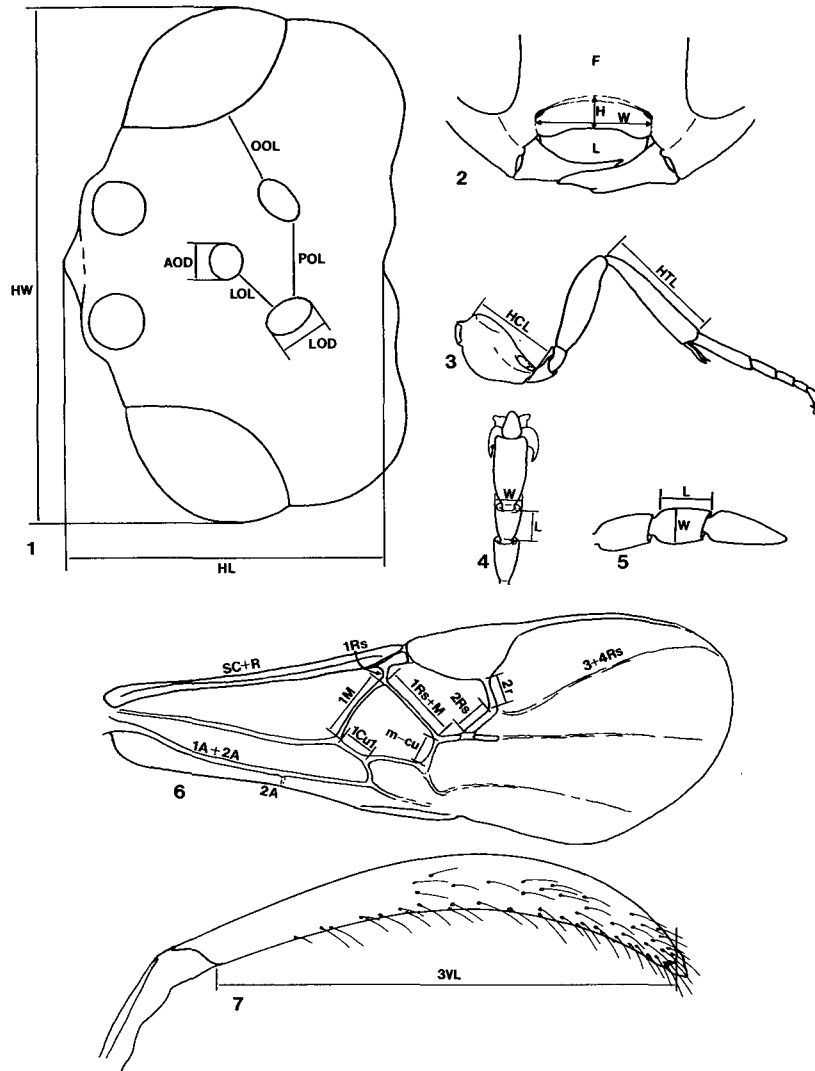 HW
OOL
AOD
LOL
POL
LOD
HL
1
F
H
W
L
2
HCL
HTL
3
W
L
4
L
W
5
SC+R
1Rs
1M
1Rs+M
2Rs
2r
3+4Rs
1Cu1
m-cu
1A+2A
2A
6
3VL
7